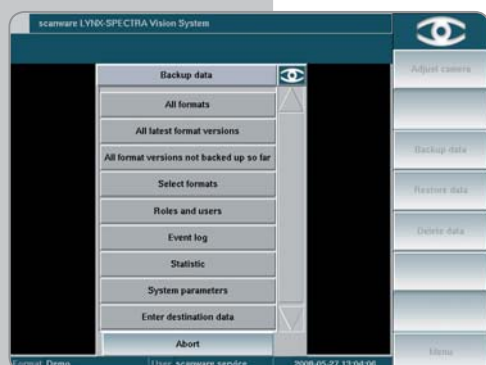 scanware LYNX-SPECTRA Vision System
Backup data
All formats
All latest format versions
All format versions not backed up so far
Select formats
Roles and users
Event log
Statistic
System parameters
Enter destination data
Abort
Adjust camera
Backup data
Restore data
Delete data
Menu
Format: Demo User: scanware service 2008-05-27 13:04:06